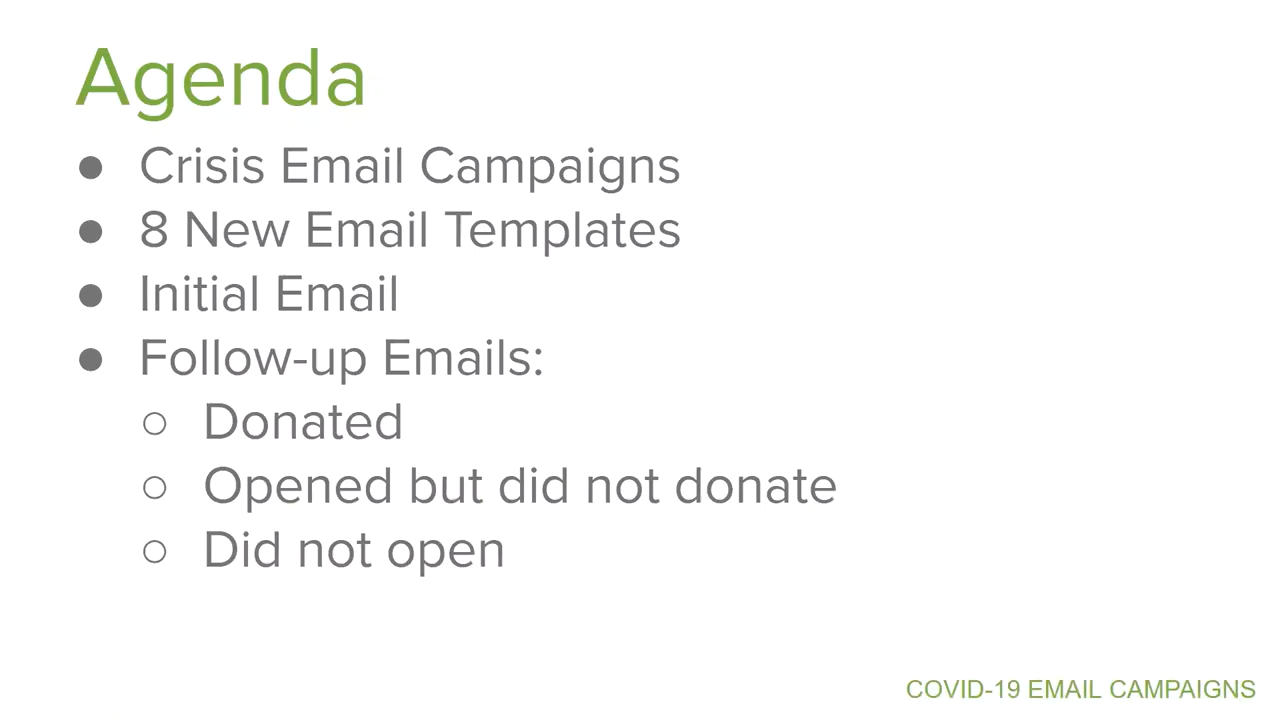 Agenda
● Crisis Email Campaigns
● 8 New Email Templates
● Initial Email
● Follow-up Emails:
○ Donated
○ Opened but did not donate
○ Did not open
COVID-19 EMAIL CAMPAIGNS